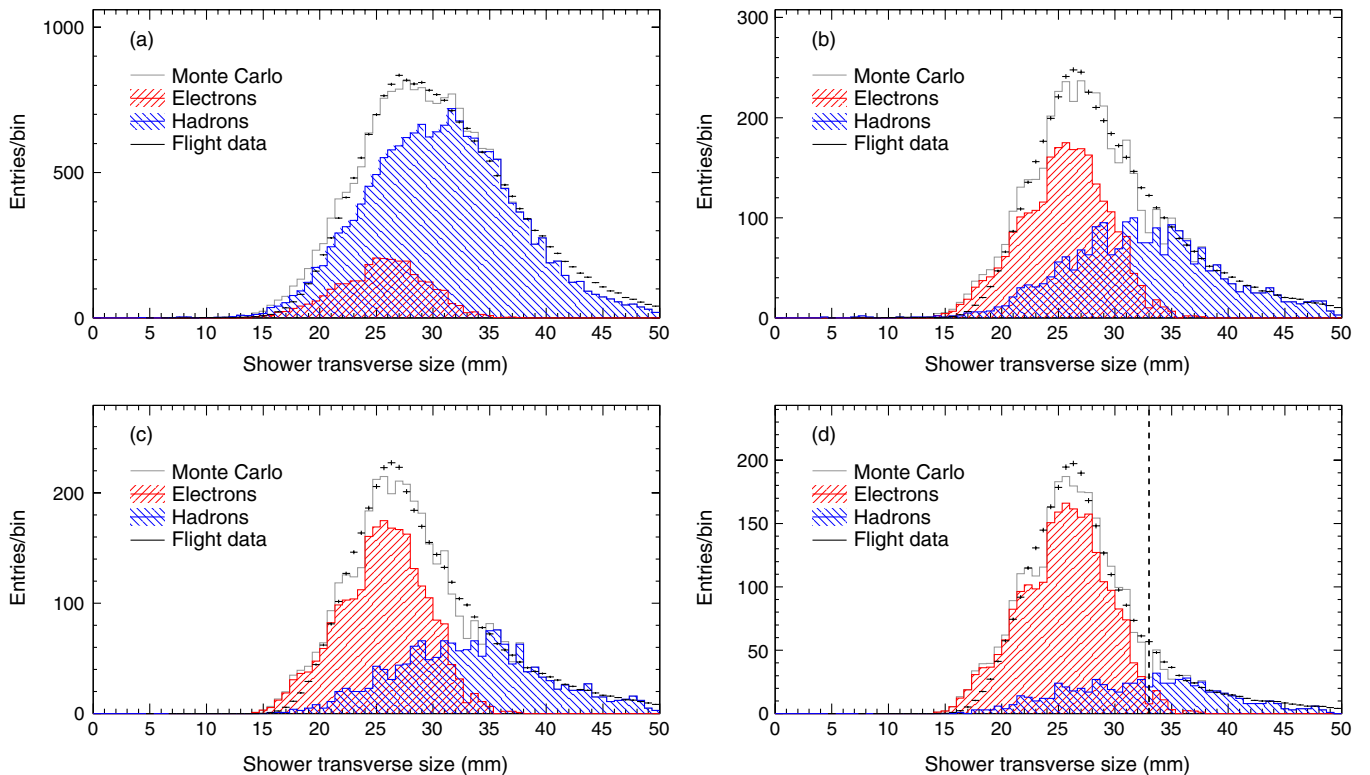 (a)
Monte Carlo
Electrons
Hadrons
Flight data
Entries/bin
1000
500
0
0 5 10 15 20 25 30 35 40 45 50
Shower transverse size (mm)
(b)
Monte Carlo
Electrons
Hadrons
Flight data
Entries/bin
300
200
100
0
0 5 10 15 20 25 30 35 40 45 50
Shower transverse size (mm)
(c)
Monte Carlo
Electrons
Hadrons
Flight data
Entries/bin
200
100
0
0 5 10 15 20 25 30 35 40 45 50
Shower transverse size (mm)
(d)
Monte Carlo
Electrons
Hadrons
Flight data
Entries/bin
200
150
100
50
0
0 5 10 15 20 25 30 35 40 45 50
Shower transverse size (mm)